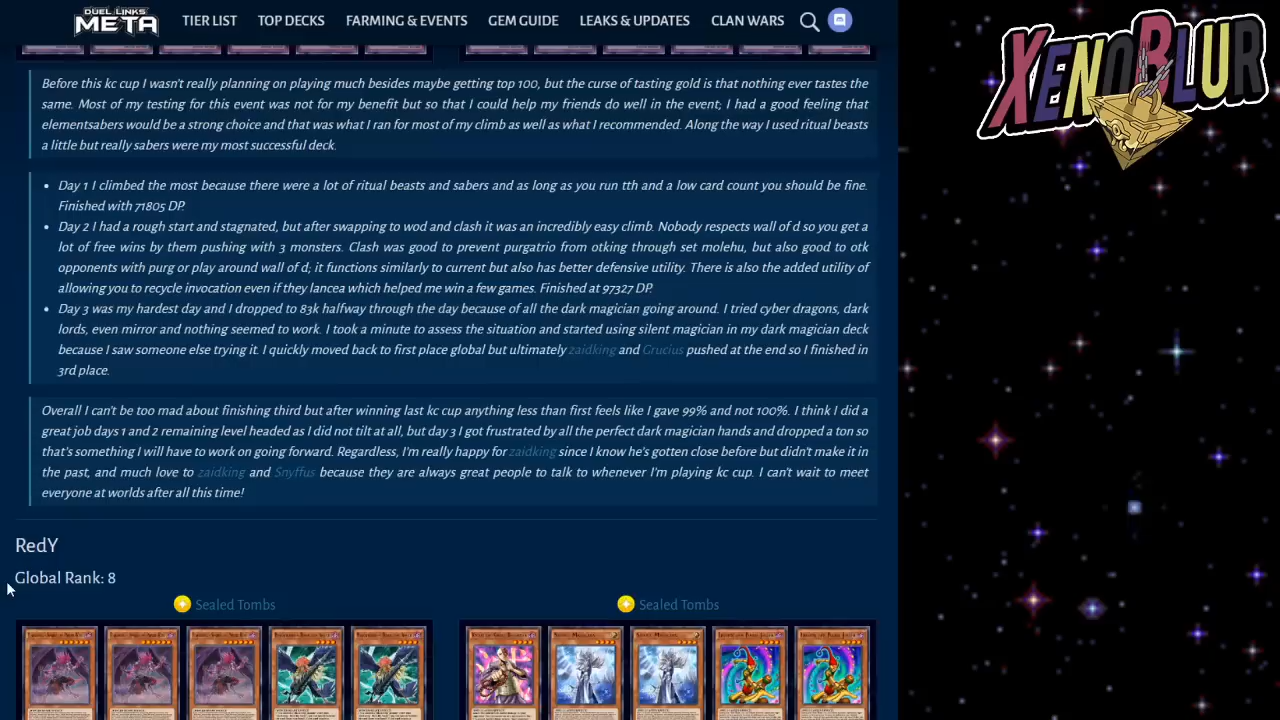 DUEL LINKS
META
TIER LIST
TOP DECKS
FARMING & EVENTS
GEM GUIDE
LEAKS & UPDATES
CLAN WARS
XENOBLUR
Before this kc cup I wasn't really planning on playing much besides maybe getting top 100, but the curse of tasting gold is that nothing ever tastes the
same. Most of my testing for this event was not for my benefit but so that I could help my friends do well in the event; I had a good feeling that
elementsabers would be a strong choice and that was what I ran for most of my climb as well as what I recommended. Along the way I used ritual beasts
a little but really sabers were my most successful deck.
• Day 1 I climbed the most because there were a lot of ritual beasts and sabers and as long as you run tth and a low card count you should be fine.
Finished with 71805 DP.
• Day 2 I had a rough start and stagnated, but after swapping to wod and clash it was an incredibly easy climb. Nobody respects wall of d so you get a
lot of free wins by them pushing with 3 monsters. Clash was good to prevent purgatrio from otking through set molehu, but also good to otk
opponents with purg or play around wall of d; it functions similarly to current but also has better defensive utility. There is also the added utility of
allowing you to recycle invocation even if they lancea which helped me win a few games. Finished at 97327 DP.
• Day 3 was my hardest day and I dropped to 83k halfway through the day because of all the dark magician going around. I tried cyber dragons, dark
lords, even mirror and nothing seemed to work. I took a minute to assess the situation and started using silent magician in my dark magician deck
because I saw someone else trying it. I quickly moved back to first place global but ultimately zaidking and Grucius pushed at the end so I finished in
3rd place.
Overall I can't be too mad about finishing third but after winning last kc cup anything less than first feels like I gave 99% and not 100%. I think I did a
great job days 1 and 2 remaining level headed as I did not tilt at all, but day 3 I got frustrated by all the perfect dark magician hands and dropped a ton so
that's something I will have to work on going forward. Regardless, I'm really happy for zaidking since I know he's gotten close before but didn't make it in
the past, and much love to zaidking and Snyffus because they are always great people to talk to whenever I'm playing kc cup. I can't wait to meet
everyone at worlds after all this time!
RedY
Global Rank: 8
Sealed Tombs
Sealed Tombs